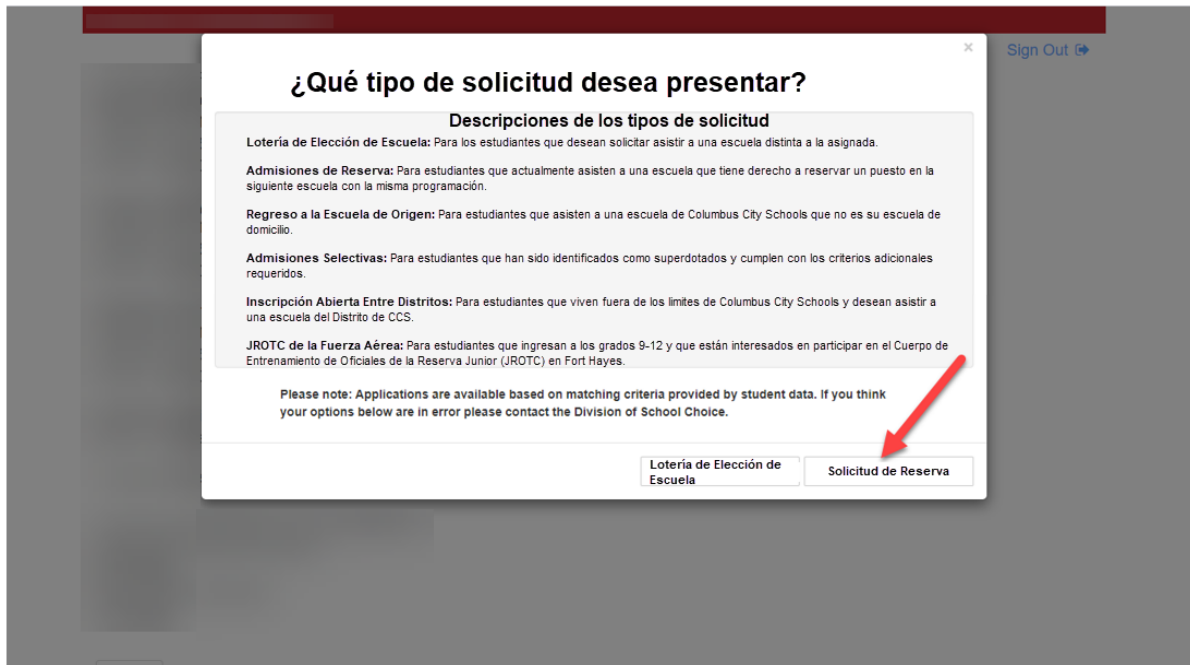 Sign Out
×
¿Qué tipo de solicitud desea presentar?
Descripciones de los tipos de solicitud
Lotería de Elección de Escuela: Para los estudiantes que desean solicitar asistir a una escuela distinta a la asignada.
Admisiones de Reserva: Para estudiantes que actualmente asisten a una escuela que tiene derecho a reservar un puesto en la
siguiente escuela con la misma programación.
Regreso a la Escuela de Origen: Para estudiantes que asisten a una escuela de Columbus City Schools que no es su escuela de
domicilio.
Admisiones Selectivas: Para estudiantes que han sido identificados como superdotados y cumplen con los criterios adicionales
requeridos.
Inscripción Abierta Entre Distritos: Para estudiantes que viven fuera de los limites de Columbus City Schools y desean asistir a
una escuela del Distrito de CCS.
JROTC de la Fuerza Aérea: Para estudiantes que ingresan a los grados 9-12 y que están interesados en participar en el Cuerpo de
Entrenamiento de Oficiales de la Reserva Junior (JROTC) en Fort Hayes.
Please note: Applications are available based on matching criteria provided by student data. If you think
your options below are in error please contact the Division of School Choice.
Lotería de Elección de
Escuela
Solicitud de Reserva